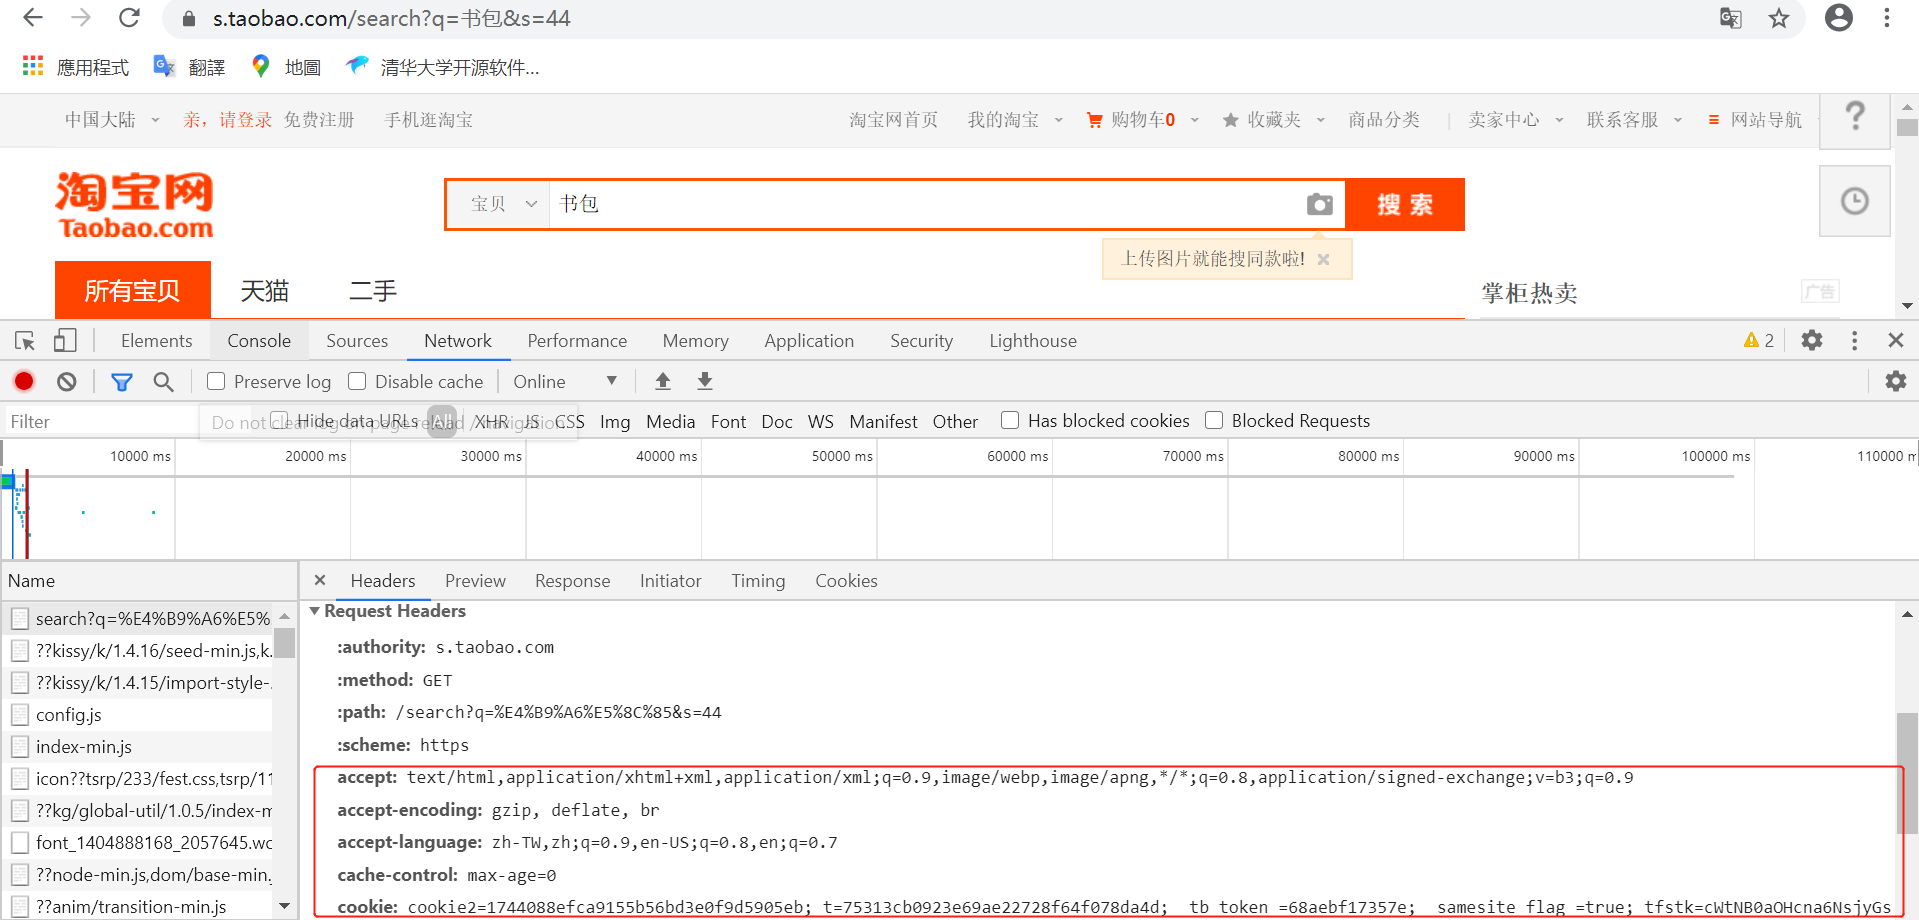 s.taobao.com/search?q=书包&s=44
應用程式 翻譯 地圖 清华大学开源软件...
中国大陆 亲，请登录 免费注册 手机逛淘宝 淘宝网首页 我的淘宝 购物车0 收藏夹 商品分类 卖家中心 联系客服 网站导航 ?
淘宝网
Taobao.com
宝贝 书包 搜索
上传图片就能搜同款啦! ×
所有宝贝 天猫 二手
掌柜热卖 广告
Elements Console Sources Network Performance Memory Application Security Lighthouse 2
Preserve log Disable cache Online
Filter Hide data URLs All XHR JS CSS Img Media Font Doc WS Manifest Other Has blocked cookies Blocked Requests
Do not clear log on page reload / navigation
10000 ms 20000 ms 30000 ms 40000 ms 50000 ms 60000 ms 70000 ms 80000 ms 90000 ms 100000 ms 110000 m
Name
Headers Preview Response Initiator Timing Cookies
search?q=%E4%B9%A6%E5%
??kissy/k/1.4.16/seed-min.js,k.
??kissy/k/1.4.15/import-style-.
config.js
index-min.js
icon??tsrp/233/fest.css,tsrp/11
??kg/global-util/1.0.5/index-m
font_1404888168_2057645.wo
??node-min.js,dom/base-min.
??anim/transition-min.js
Request Headers
:authority: s.taobao.com
:method: GET
:path: /search?q=%E4%B9%A6%E5%8C%85&s=44
:scheme: https
accept: text/html,application/xhtml+xml,application/xml;q=0.9,image/webp,image/apng,*/*;q=0.8,application/signed-exchange;v=b3;q=0.9
accept-encoding: gzip, deflate, br
accept-language: zh-TW,zh;q=0.9,en-US;q=0.8,en;q=0.7
cache-control: max-age=0
cookie: cookie2=1744088efca9155b56bd3e0f9d5905eb; t=75313cb0923e69ae22728f64f078da4d; _tb_token_=68aebf17357e; _samesite_flag_=true; tfstk=cWtNB0aOHcna6NsjyGs